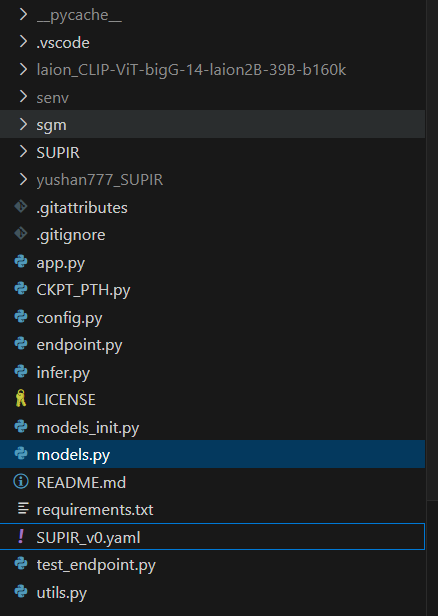 __pycache__
.vscode
laion_CLIP-ViT-bigG-14-laion2B-39B-b160k
senv
sgm
SUPIR
yushan777_SUPIR
.gitattributes
.gitignore
app.py
CKPT_PTH.py
config.py
endpoint.py
infer.py
LICENSE
models_init.py
models.py
README.md
requirements.txt
SUPIR_v0.yaml
test_endpoint.py
utils.py